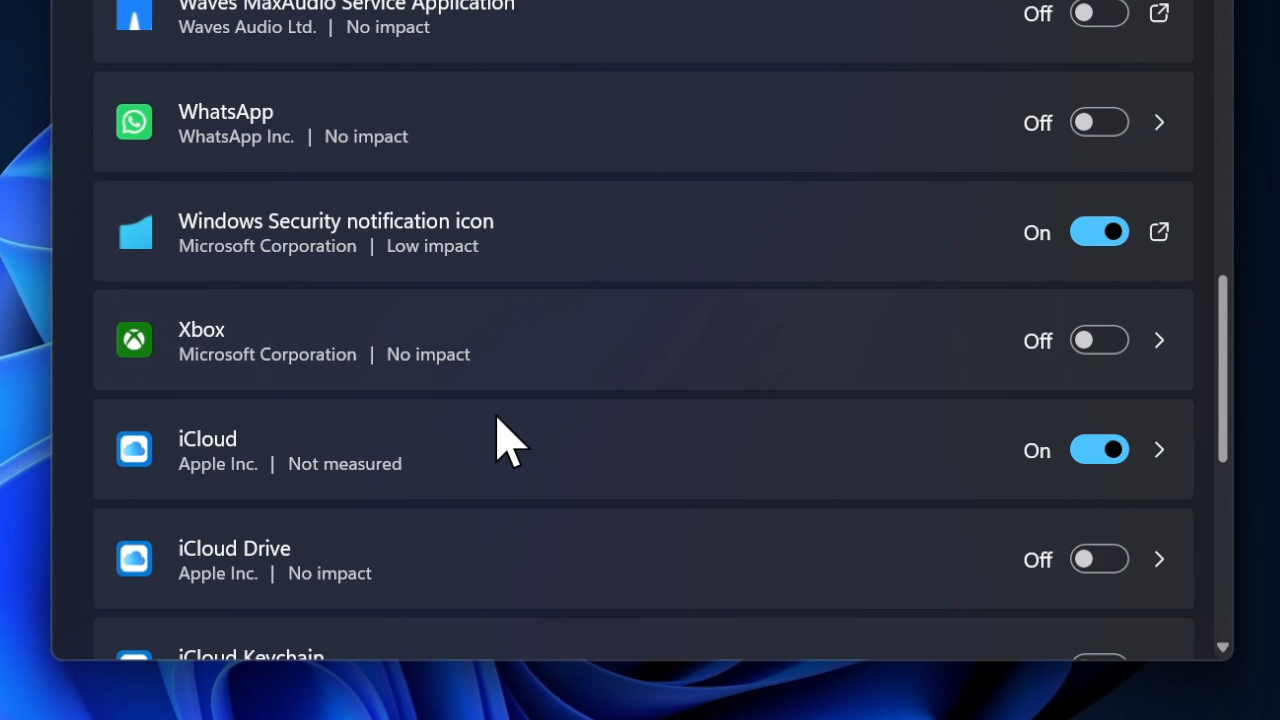 Waves MaxAudio Service Application
Waves Audio Ltd. | No impact
Off
WhatsApp
WhatsApp Inc. | No impact
Off
Windows Security notification icon
Microsoft Corporation | Low impact
On
Xbox
Microsoft Corporation | No impact
Off
iCloud
Apple Inc. | Not measured
On
iCloud Drive
Apple Inc. | No impact
Off
iCloud Keychain